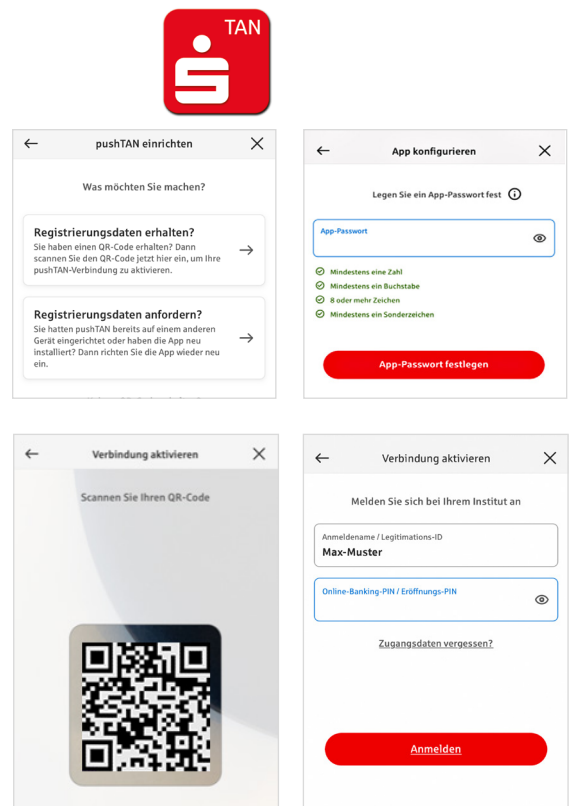 TAN
pushTAN einrichten
Was möchten Sie machen?
Registrierungsdaten erhalten?
Sie haben einen QR-Code erhalten? Dann
scannen Sie den QR-Code jetzt hier ein, um Ihre
pushTAN-Verbindung zu aktivieren.
Registrierungsdaten anfordern?
Sie hatten pushTAN bereits auf einem anderen
Gerät eingerichtet oder haben die App neu
installiert? Dann richten Sie die App wieder neu
ein.
App konfigurieren
Legen Sie ein App-Passwort fest
App-Passwort
Mindestens eine Zahl
Mindestens ein Buchstabe
8 oder mehr Zeichen
Mindestens ein Sonderzeichen
App-Passwort festlegen
Verbindung aktivieren
Scannen Sie Ihren QR-Code
Verbindung aktivieren
Melden Sie sich bei Ihrem Institut an
Anmeldename / Legitimations-ID
Max-Muster
Online-Banking-PIN / Eröffnungs-PIN
Zugangsdaten vergessen?
Anmelden